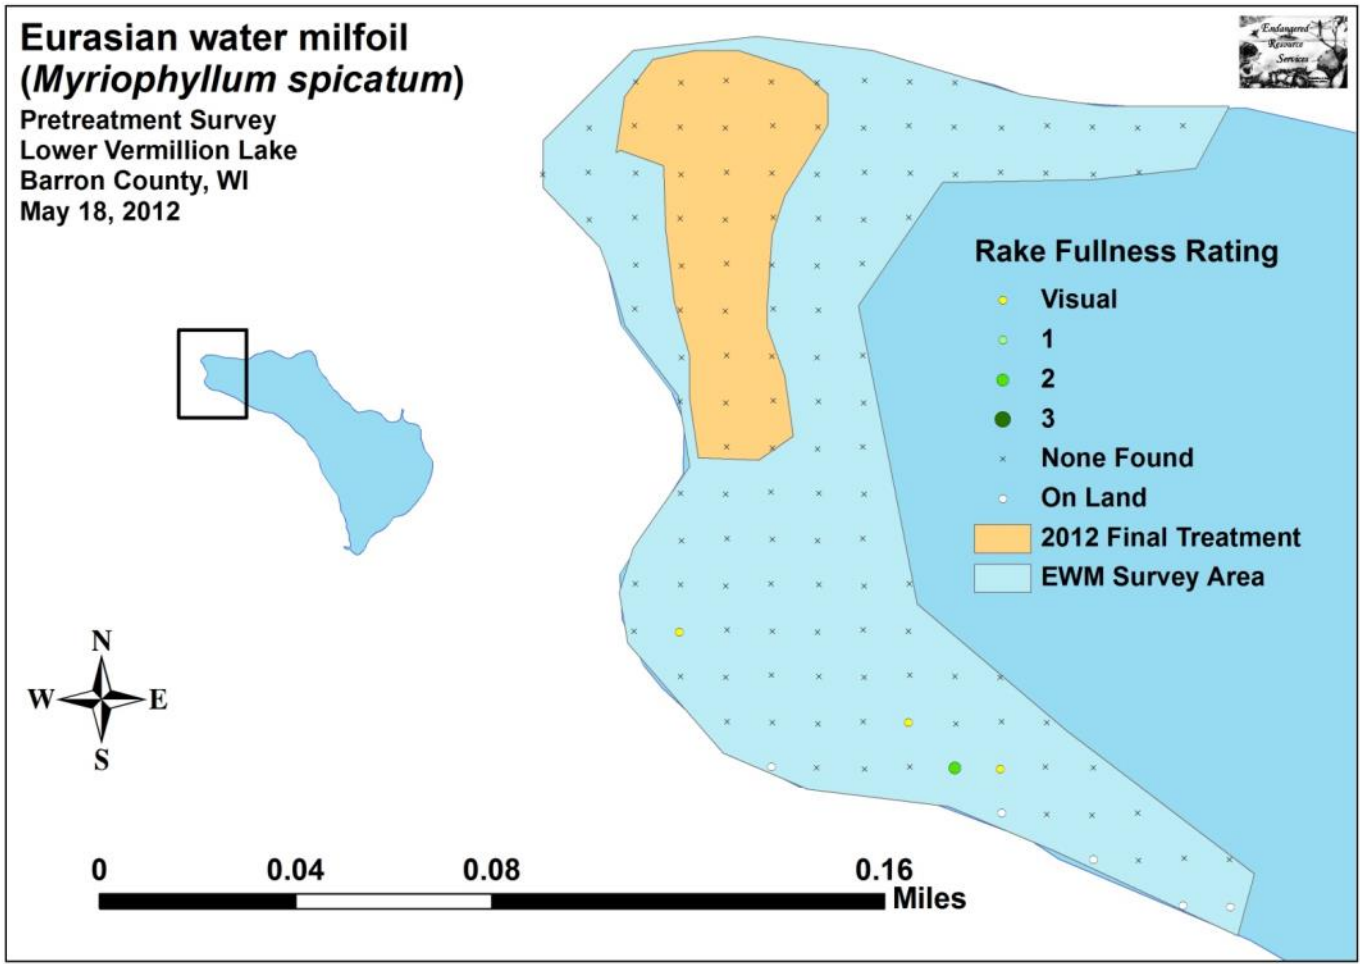 Eurasian water milfoil
(Myriophyllum spicatum)
Pretreatment Survey
Lower Vermillion Lake
Barron County, WI
May 18, 2012
Endangered
Resource
Services
Rake Fullness Rating
Visual
1
2
3
None Found
On Land
2012 Final Treatment
EWM Survey Area
N
W E
S
0 0.04 0.08 0.16
Miles